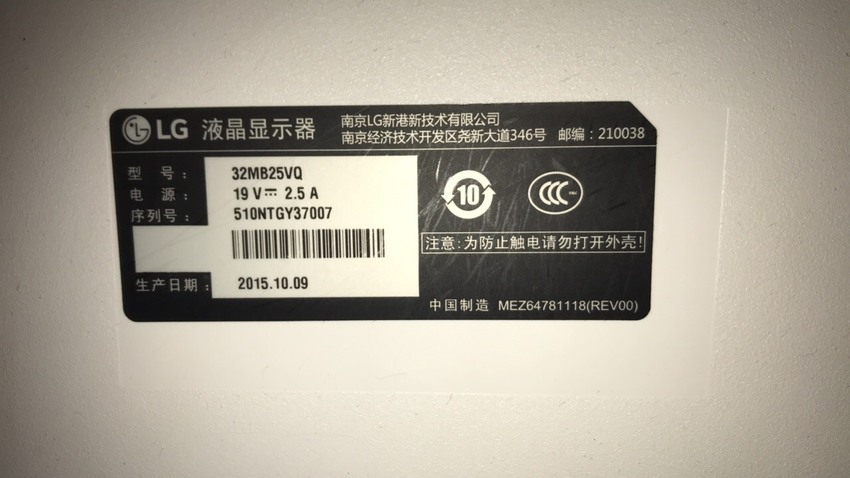 LG 液晶显示器
南京LG新港新技术有限公司
南京经济技术开发区尧新大道346号 邮编：210038
型 号： 32MB25VQ
电 源： 19 V⎓ 2.5 A
序列号： 510NTGY37007
生产日期： 2015.10.09
10
CCC
注意:为防止触电请勿打开外壳!
中国制造 MEZ64781118(REV00)